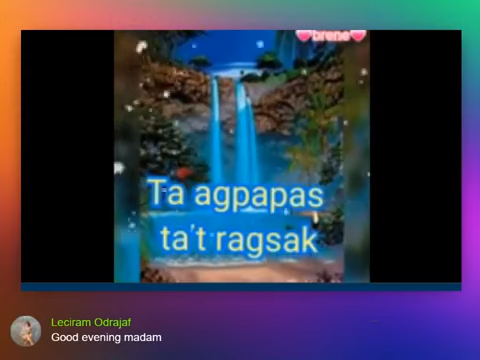 brene
Ta agpapas
ta't ragsak
Leciram Odrajaf
Good evening madam